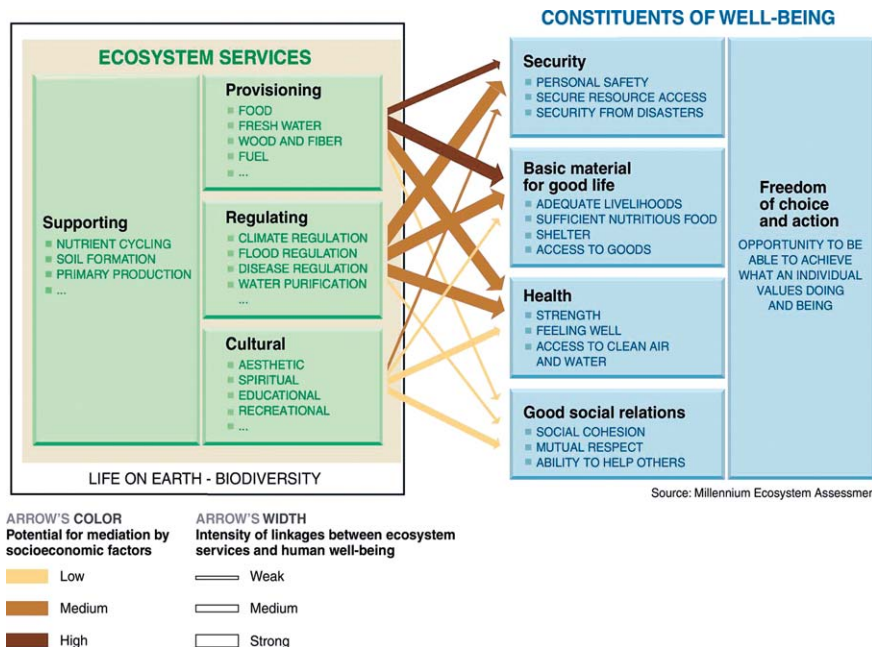 CONSTITUENTS OF WELL-BEING
ECOSYSTEM SERVICES
Supporting
NUTRIENT CYCLING
SOIL FORMATION
PRIMARY PRODUCTION
...
Provisioning
FOOD
FRESH WATER
WOOD AND FIBER
FUEL
...
Regulating
CLIMATE REGULATION
FLOOD REGULATION
DISEASE REGULATION
WATER PURIFICATION
...
Cultural
AESTHETIC
SPIRITUAL
EDUCATIONAL
RECREATIONAL
...
LIFE ON EARTH - BIODIVERSITY
Security
PERSONAL SAFETY
SECURE RESOURCE ACCESS
SECURITY FROM DISASTERS
Basic material
for good life
ADEQUATE LIVELIHOODS
SUFFICIENT NUTRITIOUS FOOD
SHELTER
ACCESS TO GOODS
Health
STRENGTH
FEELING WELL
ACCESS TO CLEAN AIR
AND WATER
Good social relations
SOCIAL COHESION
MUTUAL RESPECT
ABILITY TO HELP OTHERS
Freedom
of choice
and action
OPPORTUNITY TO BE
ABLE TO ACHIEVE
WHAT AN INDIVIDUAL
VALUES DOING
AND BEING
Source: Millennium Ecosystem Assessmen
ARROW'S COLOR
Potential for mediation by
socioeconomic factors
Low
Medium
High
ARROW'S WIDTH
Intensity of linkages between ecosystem
services and human well-being
Weak
Medium
Strong